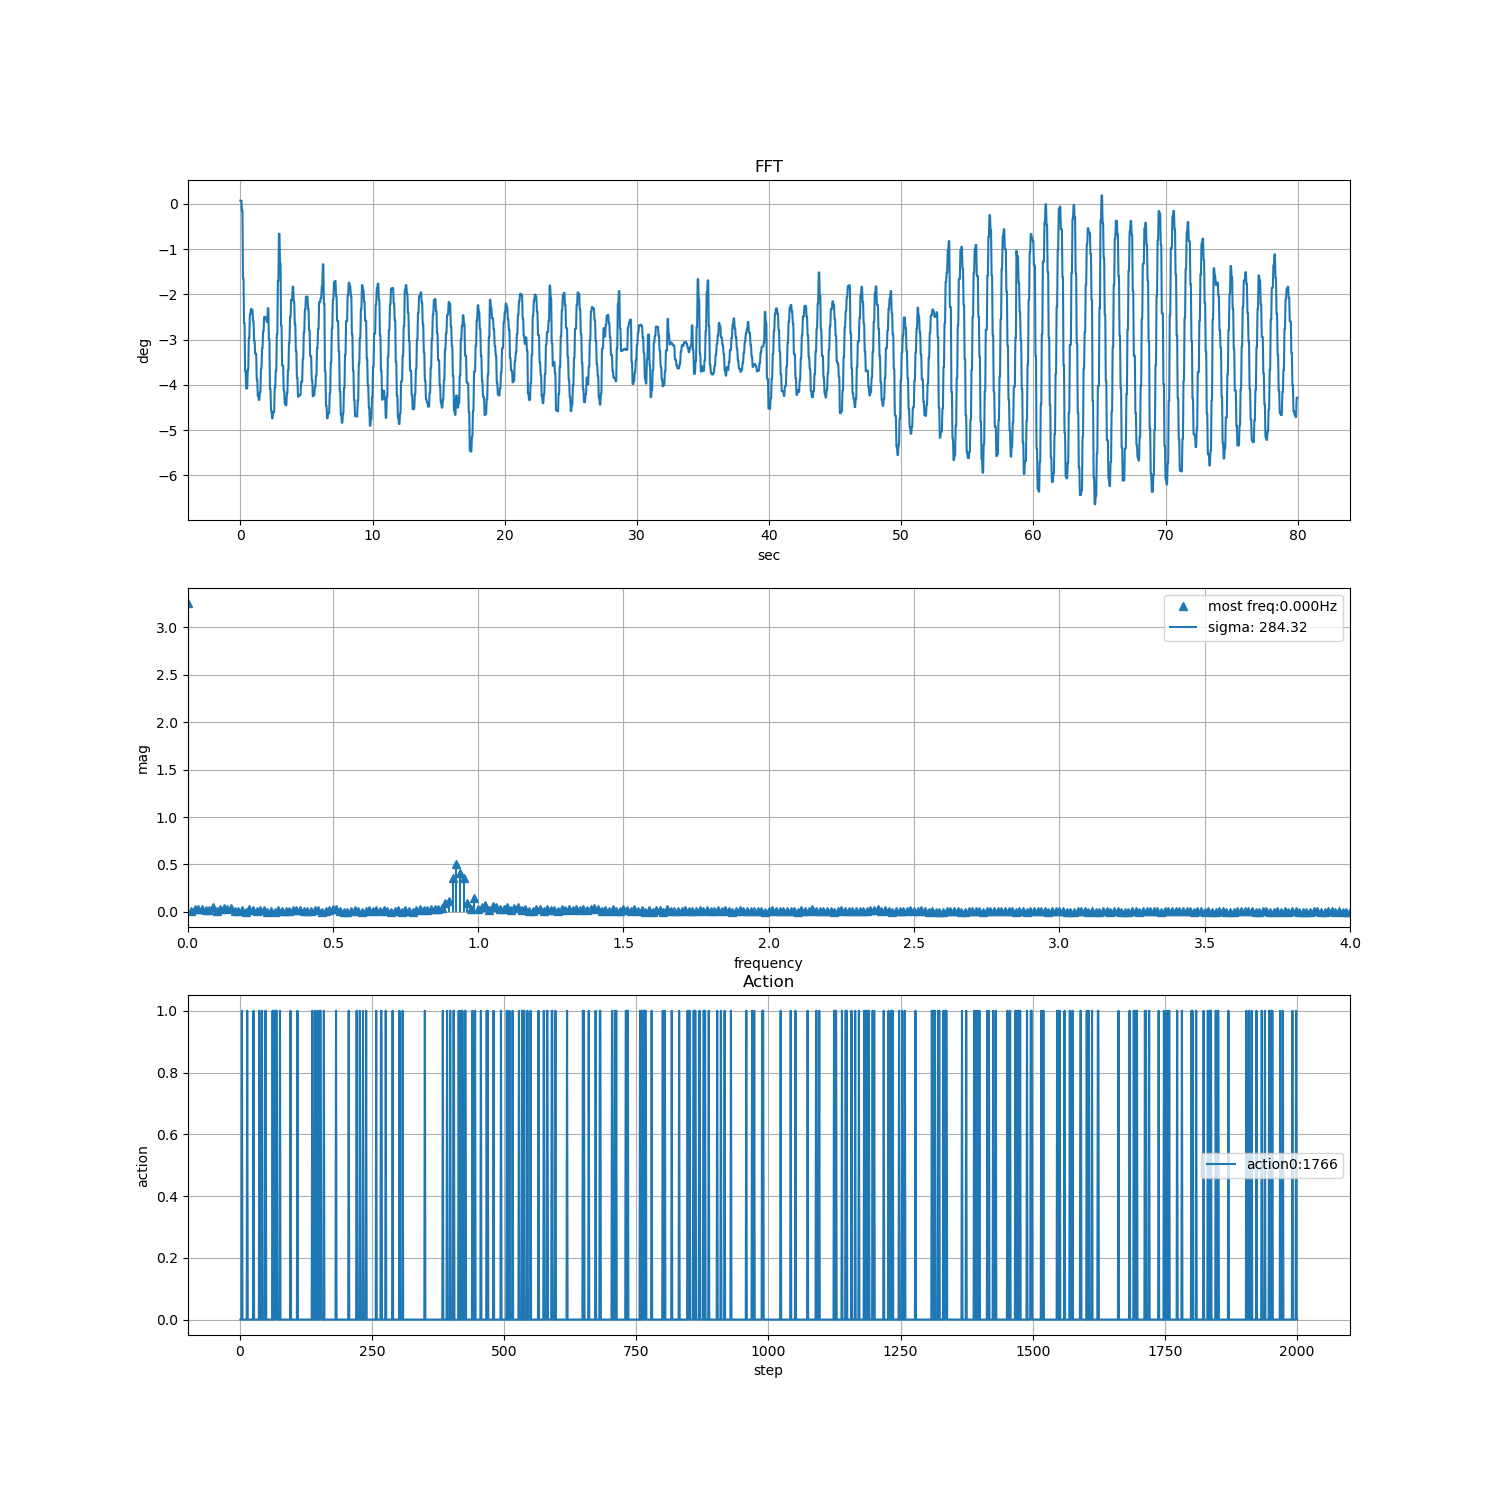 FFT
0
−1
−2
−3
−4
−5
−6
deg
0 10 20 30 40 50 60 70 80
sec
most freq:0.000Hz
sigma: 284.32
3.0
2.5
2.0
1.5
1.0
0.5
0.0
mag
0.0 0.5 1.0 1.5 2.0 2.5 3.0 3.5 4.0
frequency
Action
1.0
0.8
0.6
0.4
0.2
0.0
action
action0:1766
0 250 500 750 1000 1250 1500 1750 2000
step